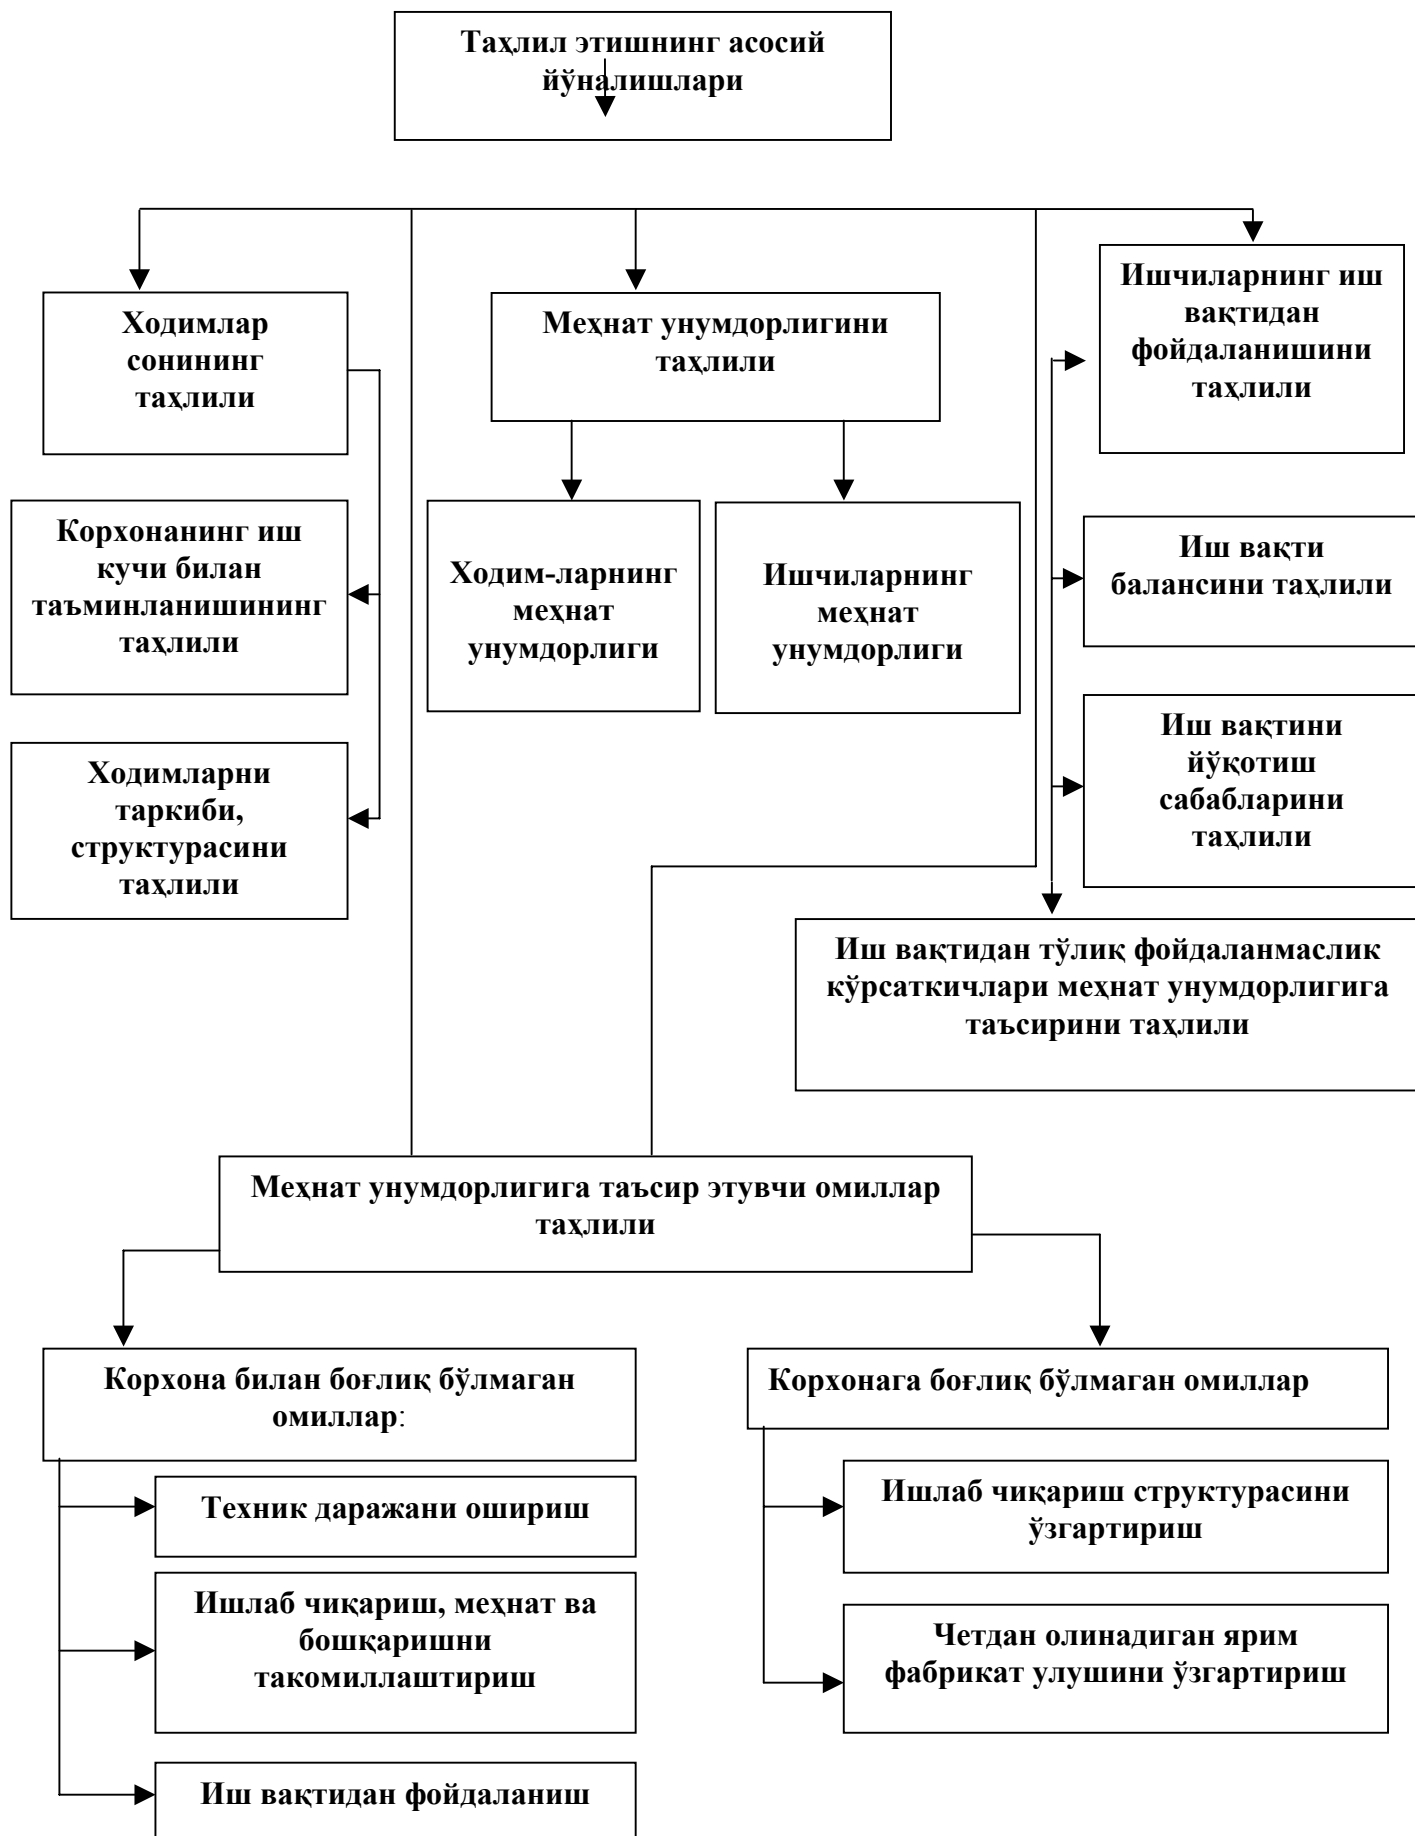 Таҳлил этишнинг асосий
йўналишлари
Ходимлар
сонининг
таҳлили
Меҳнат унумдорлигини
таҳлили
Ишчиларнинг иш
вақтидан
фойдаланишини
таҳлили
Корхонанинг иш
кучи билан
таъминланишининг
таҳлили
Ходим-ларнинг
меҳнат
унумдорлиги
Ишчиларнинг
меҳнат
унумдорлиги
Иш вақти
балансини таҳлили
Ходимларни
таркиби,
структурасини
таҳлили
Иш вақтини
йўқотиш
сабабларини
таҳлили
Иш вақтидан тўлиқ фойдаланмаслик
кўрсаткичлари меҳнат унумдорлигига
таъсирини таҳлили
Меҳнат унумдорлигига таъсир этувчи омиллар
таҳлили
Корхона билан боғлиқ бўлмаган
омиллар:
Корхонага боғлиқ бўлмаган омиллар
Техник даражани ошириш
Ишлаб чиқариш, меҳнат ва
бошқаришни
такомиллаштириш
Иш вақтидан фойдаланиш
Ишлаб чиқариш структурасини
ўзгартириш
Четдан олинадиган ярим
фабрикат улушини ўзгартириш